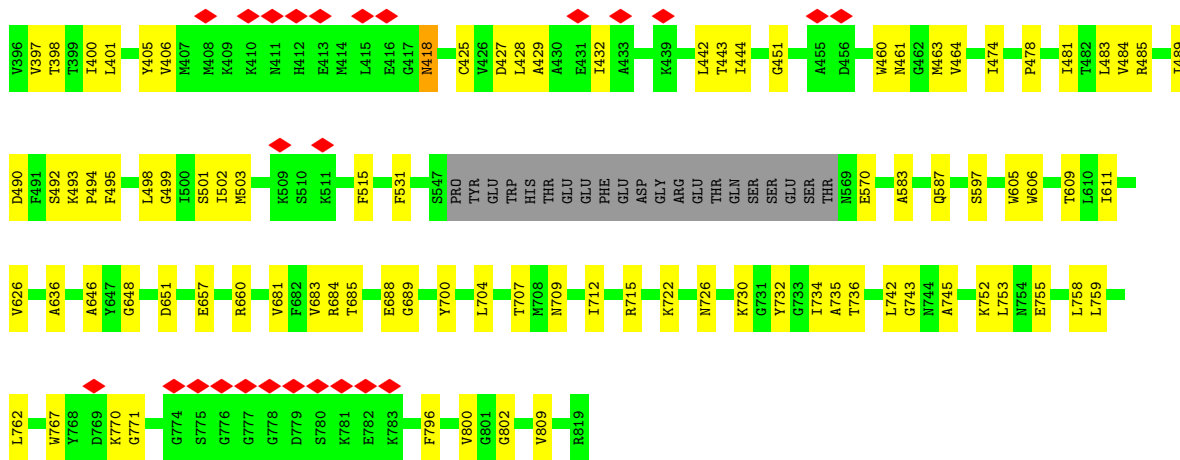 V396 V397 T398 T399 I400 L401 Y405 V406 M407 M408 K409 K410 N411 H412 E413 M414 L415 E416 G417 N418 C425 V426 D427 L428 A429 A430 E431 I432 A433 K439 L442 T443 I444 G451 A455 D456 W460 N461 G462 M463 V464 I474 P478 I481 T482 L483 V484 R485 I489
D490 F491 S492 K493 P494 F495 L498 G499 I500 S501 I502 M503 K509 S510 K511 F515 F531 S547 PRO TYR GLU TRP HIS THR GLU GLU PHE GLU ASP GLY ARG GLU THR GLN SER SER GLU SER THR N569 E570 A583 Q587 S597 W605 W606 T609 L610 I611
V626 A636 A646 Y647 G648 D651 E657 R660 V681 F682 V683 R684 T685 E688 G689 Y700 L704 T707 M708 N709 I712 R715 K722 N726 K730 G731 Y732 G733 I734 A735 T736 L742 G743 N744 A745 K752 L753 N754 E755 L758 L759
L762 W767 Y768 D769 K770 G771 G774 S775 G776 G777 G778 D779 S780 K781 E782 K783 F796 V800 G801 G802 V809 R819